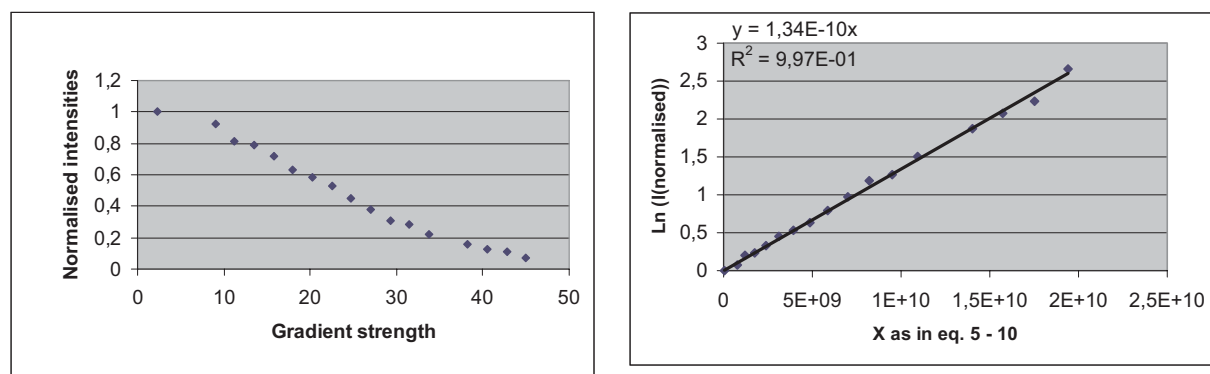 1,2
1
0,8
0,6
0,4
0,2
0
Normalised intensities
0 10 20 30 40 50
Gradient strength
y = 1,34E-10x
R² = 9,97E-01
3
2,5
2
1,5
1
0,5
0
Ln (I(normalised))
0 5E+09 1E+10 1,5E+10 2E+10 2,5E+10
X as in eq. 5 - 10